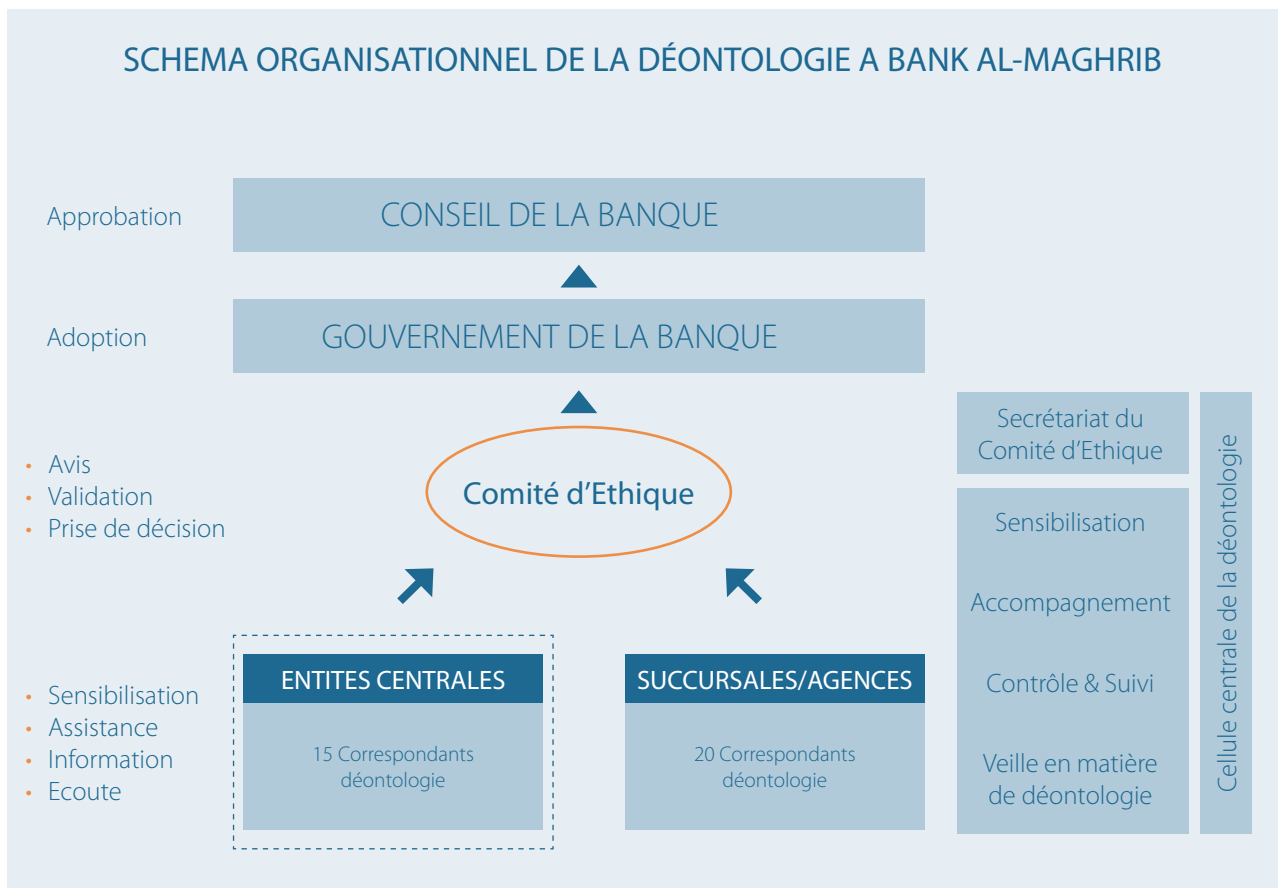 SCHEMA ORGANISATIONNEL DE LA DÉONTOLOGIE A BANK AL-MAGHRIB
Approbation
CONSEIL DE LA BANQUE
Adoption
GOUVERNEMENT DE LA BANQUE
• Avis
• Validation
• Prise de décision
Comité d’Ethique
• Sensibilisation
• Assistance
• Information
• Ecoute
ENTITES CENTRALES
15 Correspondants
déontologie
SUCCURSALES/AGENCES
20 Correspondants
déontologie
Secrétariat du
Comité d’Ethique
Sensibilisation
Accompagnement
Contrôle & Suivi
Veille en matière
de déontologie
Cellule centrale de la déontologie